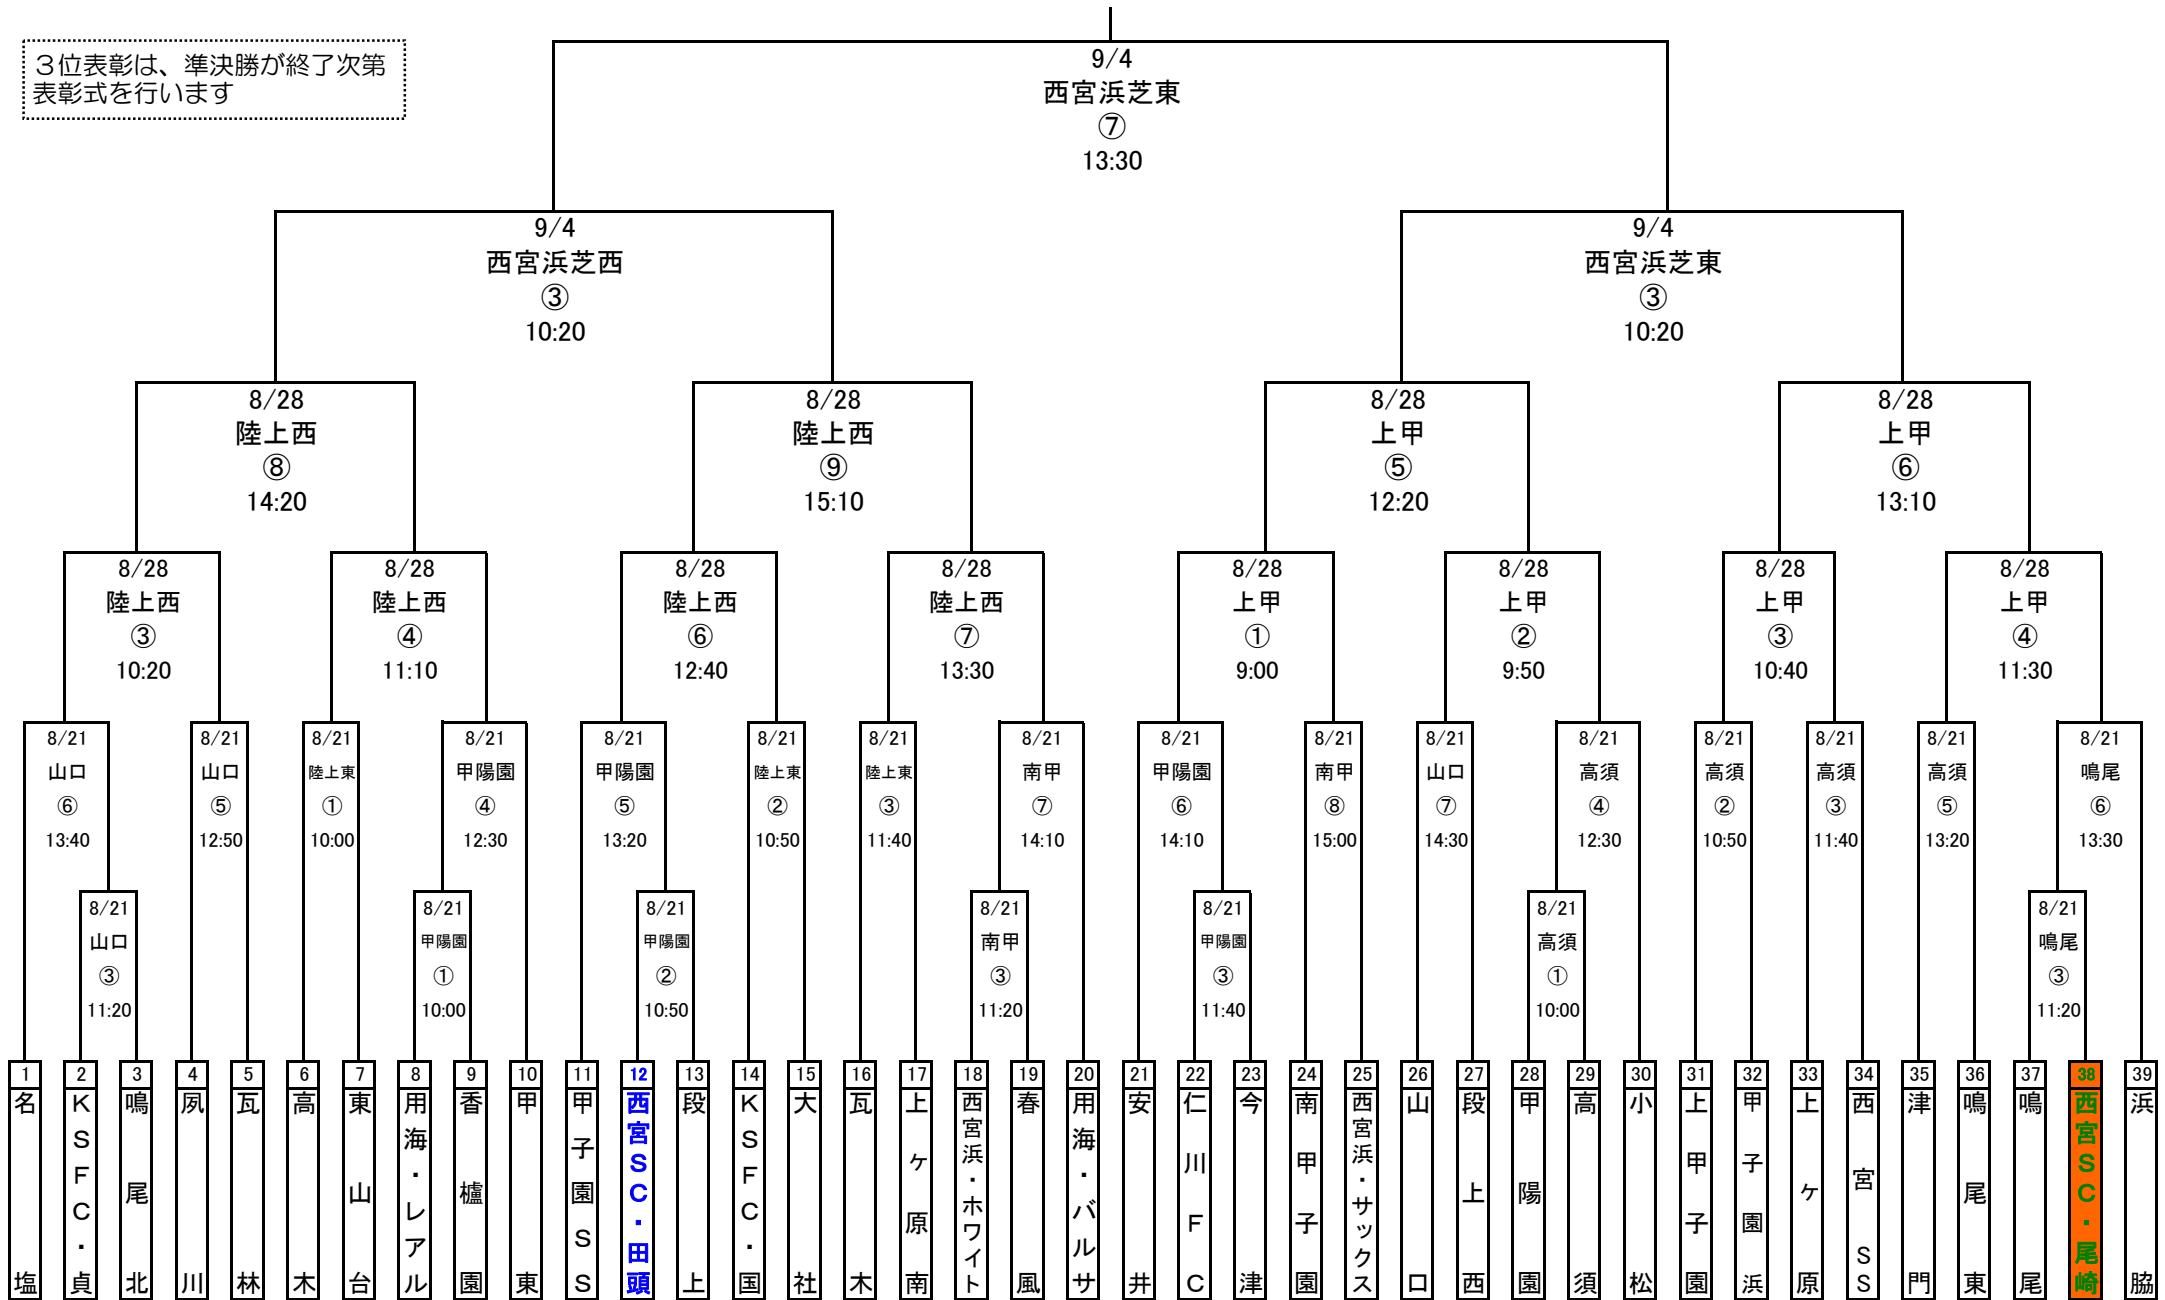 ３位表彰は、準決勝が終了次第
表彰式を行います
9/4
西宮浜芝東
⑦
13:30
9/4
西宮浜芝西
③
10:20
9/4
西宮浜芝東
③
10:20
8/28
陸上西
⑧
14:20
8/28
陸上西
⑨
15:10
8/28
上甲
⑤
12:20
8/28
上甲
⑥
13:10
8/28
陸上西
③
10:20
8/28
陸上西
④
11:10
8/28
陸上西
⑥
12:40
8/28
陸上西
⑦
13:30
8/28
上甲
①
9:00
8/28
上甲
②
9:50
8/28
上甲
③
10:40
8/28
上甲
④
11:30
8/21
山口
⑥
13:40
8/21
山口
⑤
12:50
8/21
陸上東
①
10:00
8/21
甲陽園
④
12:30
8/21
甲陽園
⑤
13:20
8/21
陸上東
②
10:50
8/21
陸上東
③
11:40
8/21
南甲
⑦
14:10
8/21
甲陽園
⑥
14:10
8/21
南甲
⑧
15:00
8/21
山口
⑦
14:30
8/21
高須
④
12:30
8/21
高須
②
10:50
8/21
高須
③
11:40
8/21
高須
⑤
13:20
8/21
鳴尾
⑥
13:30
8/21
山口
③
11:20
8/21
甲陽園
①
10:00
8/21
甲陽園
②
10:50
8/21
南甲
③
11:20
8/21
甲陽園
③
11:40
8/21
高須
①
10:00
8/21
鳴尾
③
11:20
1
名塩
2
ＫＳＦＣ・貞
3
鳴尾北
4
夙川
5
瓦林
6
高木
7
東山台
8
用海・レアル
9
香櫨園
10
甲東
11
甲子園ＳＳ
12
西宮ＳＣ・田頭
13
段上
14
ＫＳＦＣ・国
15
大社
16
瓦木
17
上ヶ原南
18
西宮浜・ホワイト
19
春風
20
用海・バルサ
21
安井
22
仁川ＦＣ
23
今津
24
南甲子園
25
西宮浜・サックス
26
山口
27
段上西
28
甲陽園
29
高須
30
小松
31
上甲子園
32
甲子園浜
33
上ヶ原
34
西宮ＳＳ
35
津門
36
鳴尾東
37
鳴尾
38
西宮ＳＣ・尾崎
39
浜脇